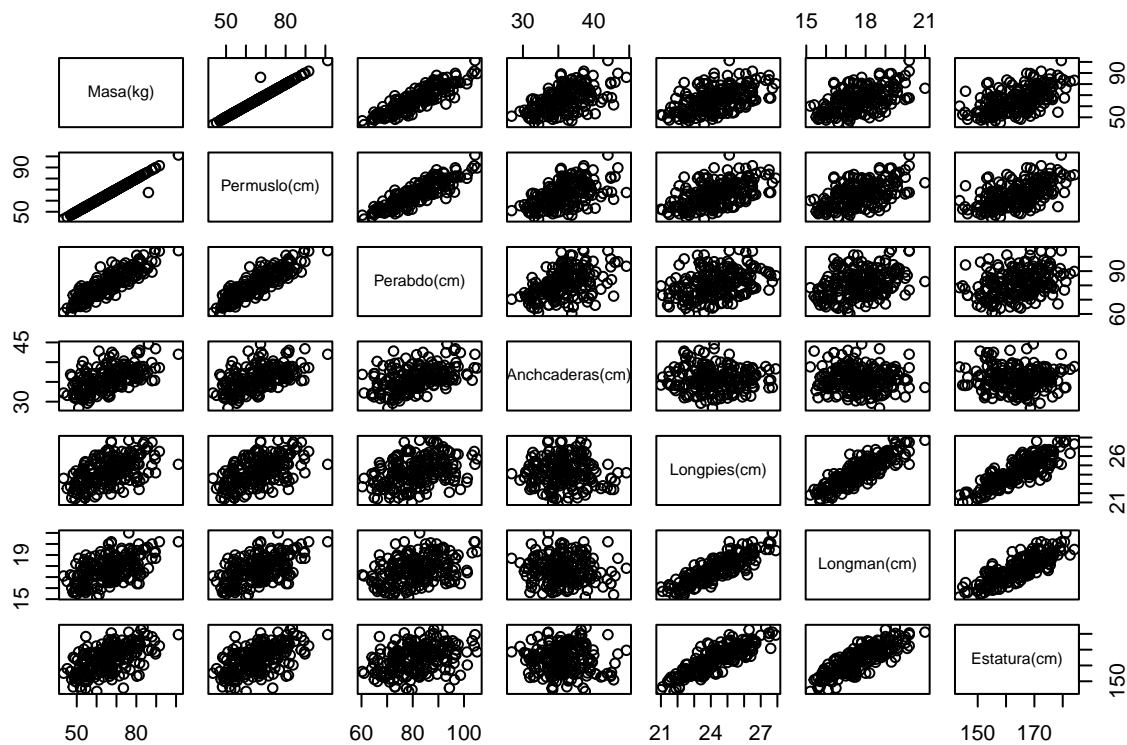 50 80 30 40 15 17 19 21
Masa(kg) 50 90
50 90 Permuslo(cm)
Perabdo(cm) 60 90
30 45 Anchcaderas(cm)
Longpies(cm) 21 26
15 19 Longman(cm)
Estatura(cm) 150
50 80 60 80 100 21 24 27 150 170